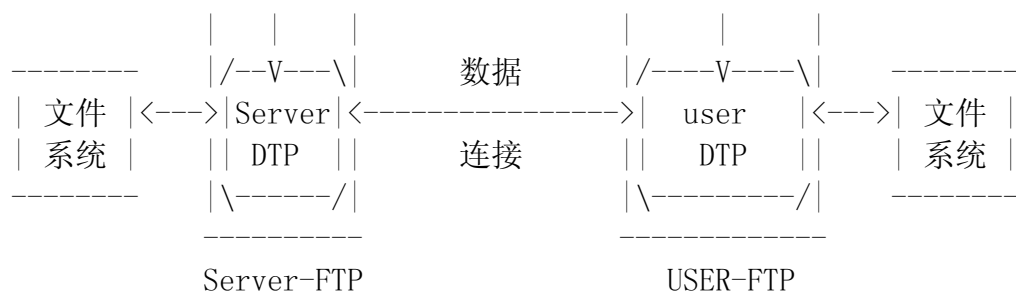 |   |   |                |   |   |
--------   |/--V---\|     数据     |/----V----\|   --------
| 文件 |<--->|Server|<---------------->|  user  |<--->| 文件 |
| 系统 |   || DTP ||     连接     ||  DTP  ||   | 系统 |
--------   |\------/|              |\--------/|   --------
----------              ------------
Server-FTP              USER-FTP